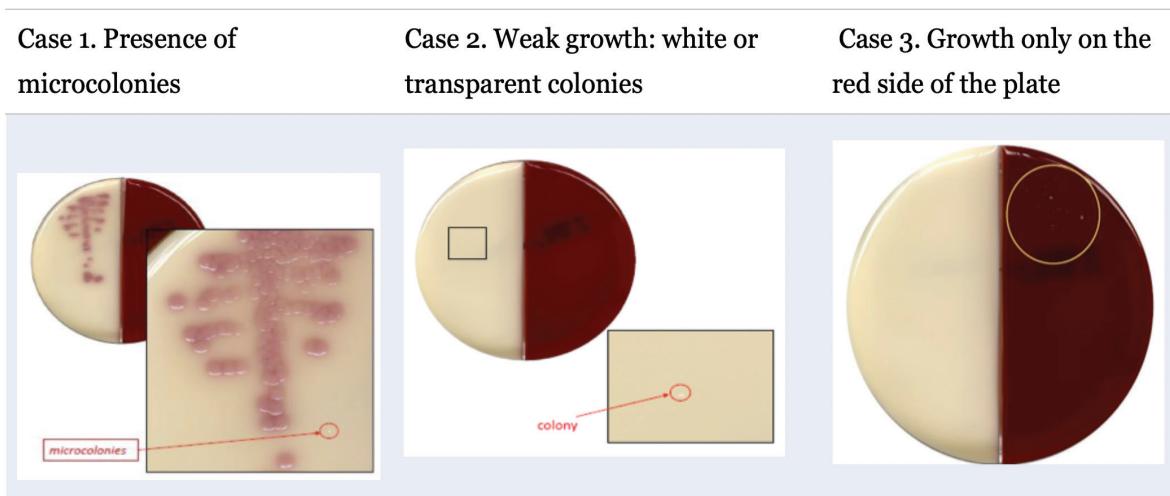 Case 1. Presence of
microcolonies
Case 2. Weak growth: white or
transparent colonies
Case 3. Growth only on the
red side of the plate
microcolonies
colony